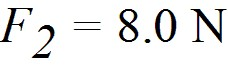 F2 = 8.0 N